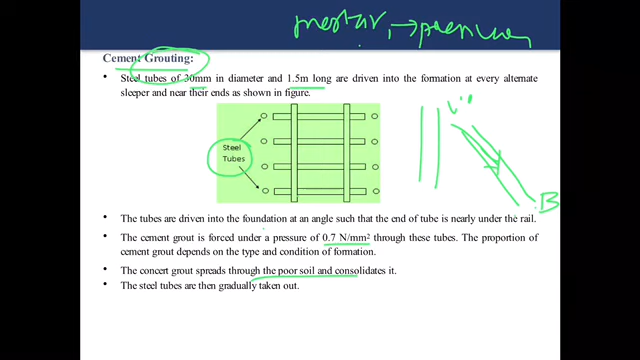 mortar, → pressure
Cement Grouting:
• Steel tubes of 30mm in diameter and 1.5m long are driven into the formation at every alternate
sleeper and near their ends as shown in figure.
Steel
Tubes
B
• The tubes are driven into the foundation at an angle such that the end of tube is nearly under the rail.
• The cement grout is forced under a pressure of 0.7 N/mm² through these tubes. The proportion of
cement grout depends on the type and condition of formation.
• The concert grout spreads through the poor soil and consolidates it.
• The steel tubes are then gradually taken out.